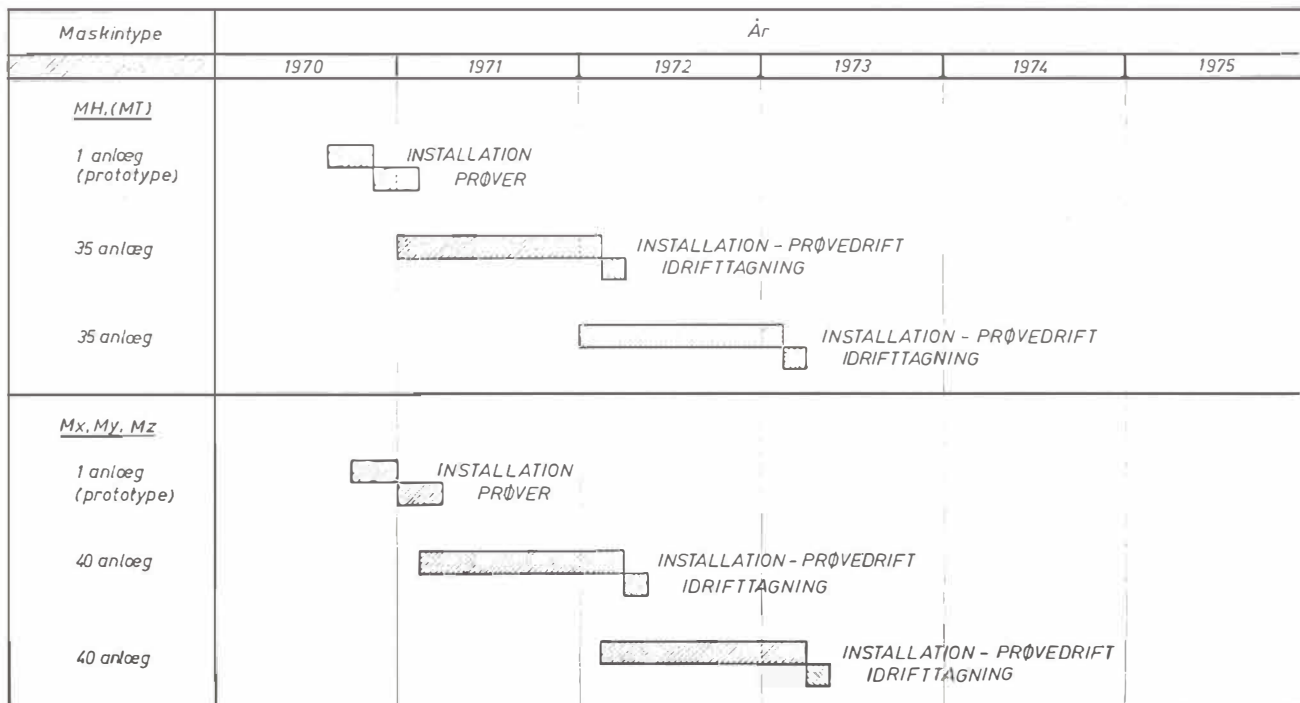 Maskintype
År
1970 1971 1972 1973 1974 1975
MH,(MT)
1 anlæg
(prototype)
INSTALLATION
PRØVER
35 anlæg
INSTALLATION - PRØVEDRIFT
IDRIFTTAGNING
35 anlæg
INSTALLATION - PRØVEDRIFT
IDRIFTTAGNING
Mx, My, Mz
1 anlæg
(prototype)
INSTALLATION
PRØVER
40 anlæg
INSTALLATION - PRØVEDRIFT
IDRIFTTAGNING
40 anlæg
INSTALLATION - PRØVEDRIFT
IDRIFTTAGNING